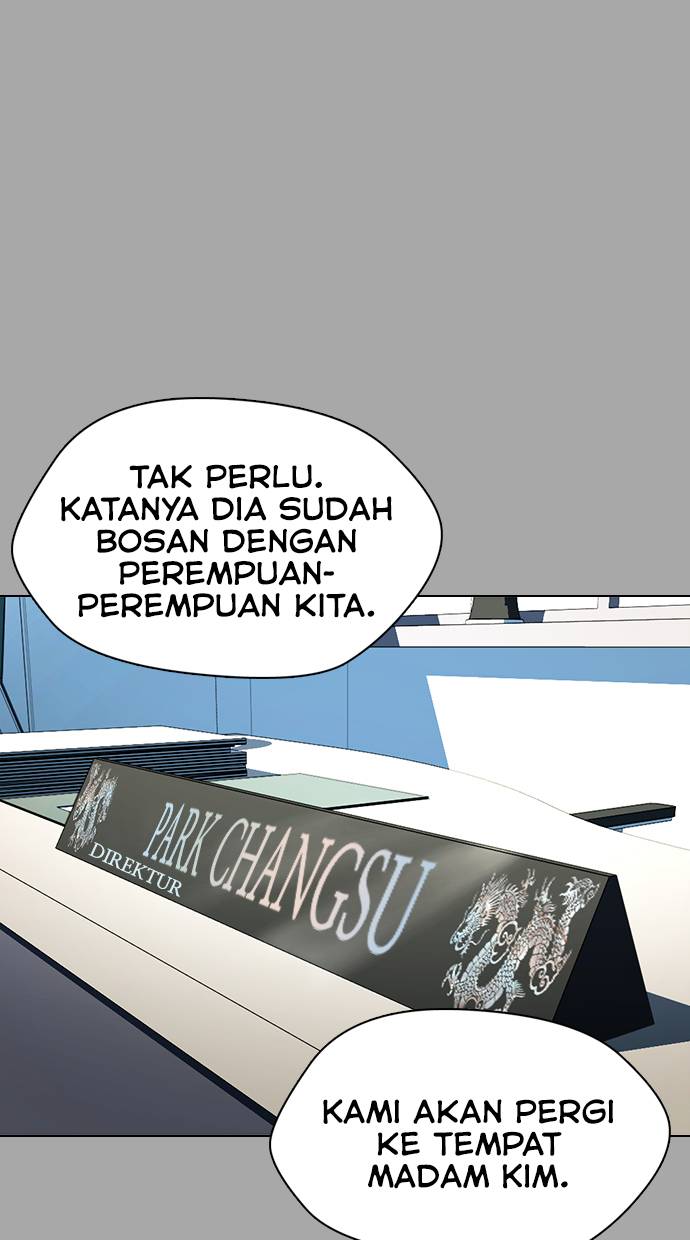 TAK PERLU.
KATANYA DIA SUDAH
BOSAN DENGAN
PEREMPUAN-
PEREMPUAN KITA.
DIREKTUR
PARK CHANGSU
KAMI AKAN PERGI
KE TEMPAT
MADAM KIM.